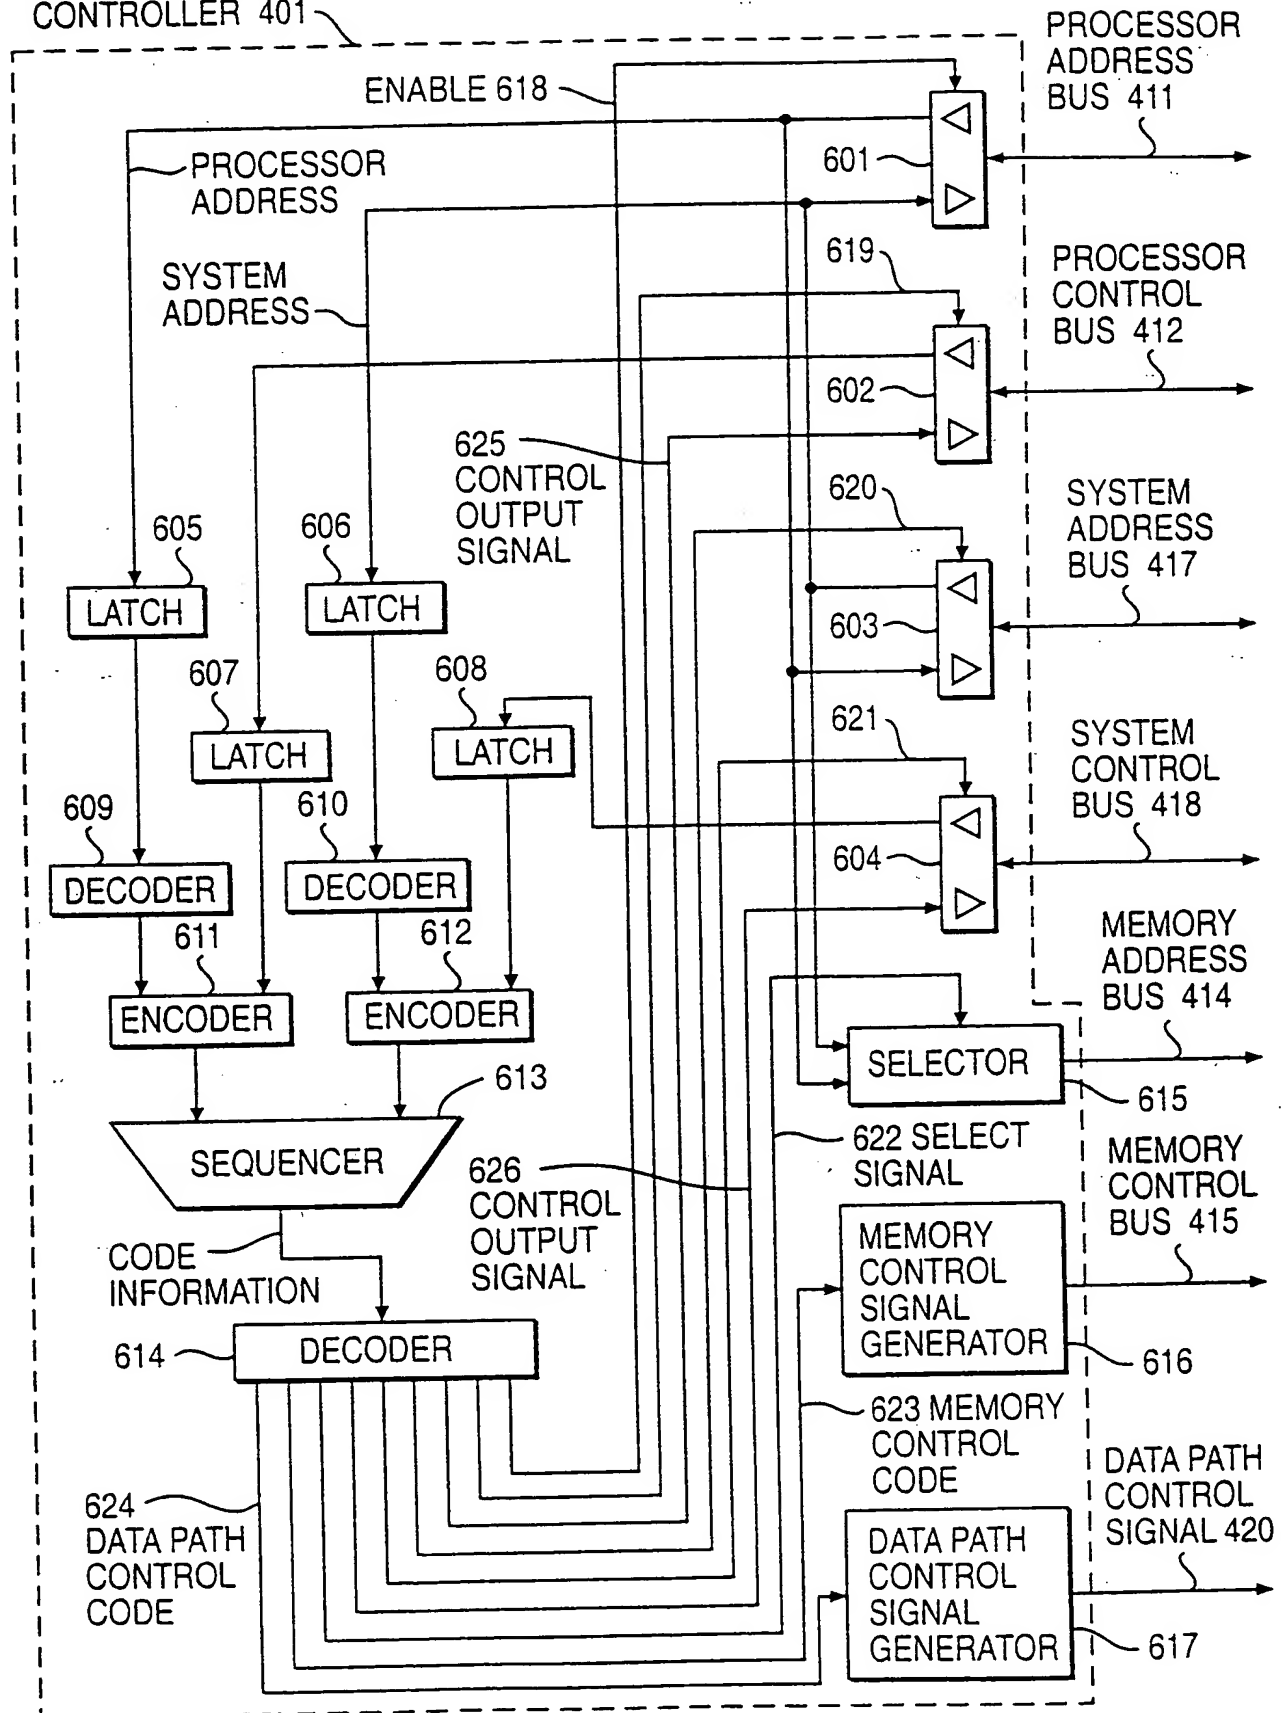 CONTROLLER 401
PROCESSOR
ADDRESS
BUS 411
ENABLE 618
601
PROCESSOR
ADDRESS
619
PROCESSOR
CONTROL
BUS 412
SYSTEM
ADDRESS
602
625
CONTROL
OUTPUT
SIGNAL
620
SYSTEM
ADDRESS
BUS 417
605
LATCH
606
LATCH
603
607
LATCH
608
LATCH
621
SYSTEM
CONTROL
BUS 418
609
DECODER
610
DECODER
604
611
ENCODER
612
ENCODER
MEMORY
ADDRESS
BUS 414
SELECTOR
615
613
SEQUENCER
622 SELECT
SIGNAL
626
CONTROL
OUTPUT
SIGNAL
MEMORY
CONTROL
BUS 415
CODE
INFORMATION
MEMORY
CONTROL
SIGNAL
GENERATOR
616
614
DECODER
623 MEMORY
CONTROL
CODE
624
DATA PATH
CONTROL
CODE
DATA PATH
CONTROL
SIGNAL 420
DATA PATH
CONTROL
SIGNAL
GENERATOR
617